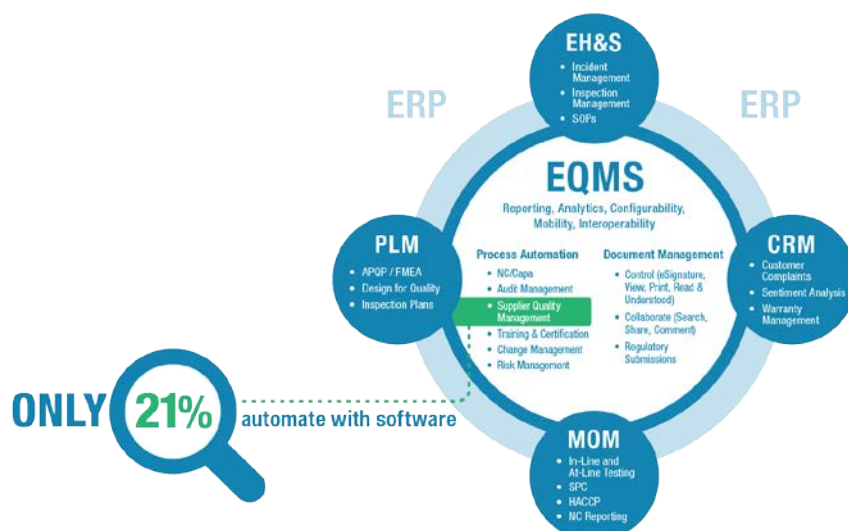 EH&S
• Incident
Management
• Inspection
Management
• SOPs
ERP
ERP
EQMS
Reporting, Analytics, Configurability,
Mobility, Interoperability
PLM
• APQP / FMEA
• Design for Quality
• Inspection Plans
Process Automation
• NC/Capa
• Audit Management
• Supplier Quality
Management
• Training & Certification
• Change Management
• Risk Management
Document Management
• Control (eSignature,
View, Print, Read &
Understood)
• Collaborate (Search,
Share, Comment)
• Regulatory
Submissions
CRM
• Customer
Complaints
• Sentiment Analysis
• Warranty
Management
ONLY 21% automate with software
MOM
• In-Line and
At-Line Testing
• SPC
• HACCP
• NC Reporting